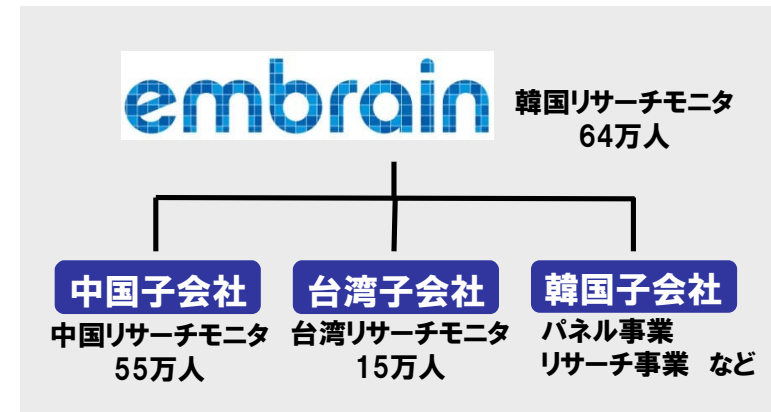 embrain
韓国リサーチモニタ
64万人
中国子会社
中国リサーチモニタ
55万人
台湾子会社
台湾リサーチモニタ
15万人
韓国子会社
パネル事業
リサーチ事業 など